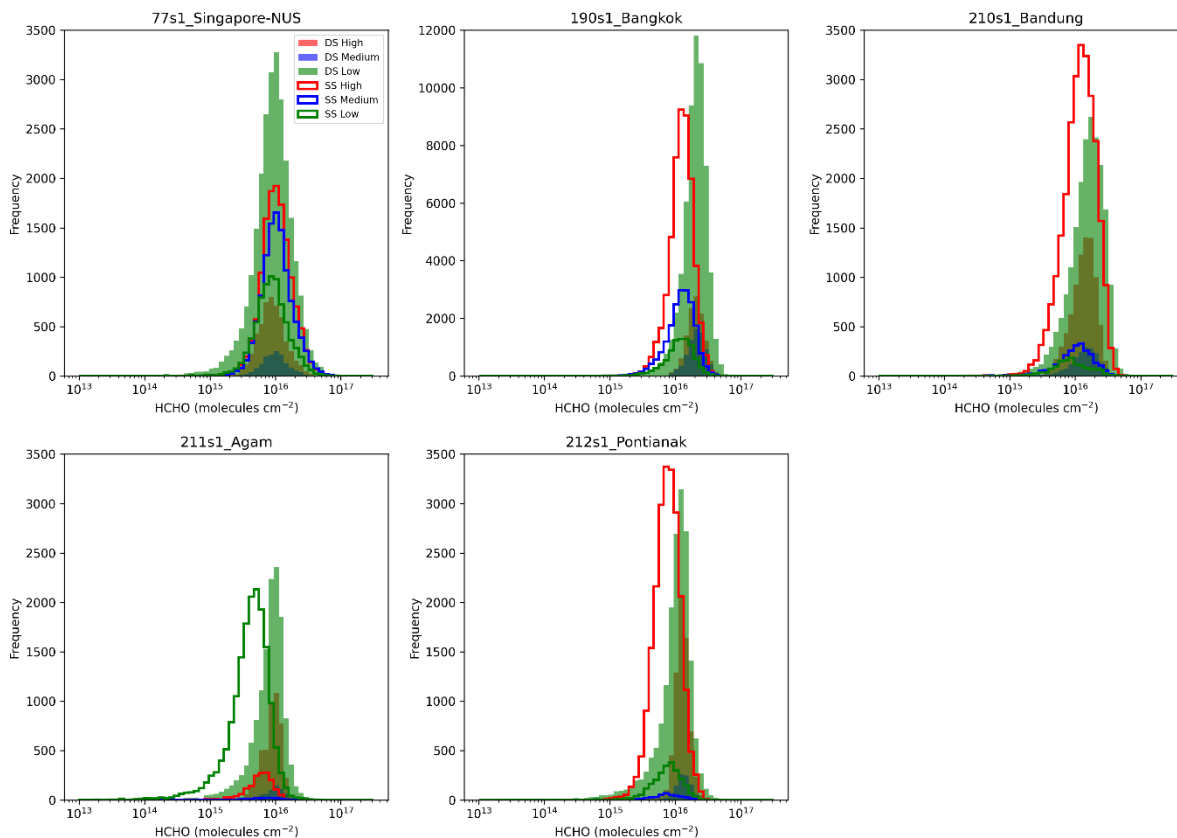 77s1_Singapore-NUS
3500
3000
2500
2000
1500
1000
500
0
Frequency
DS High
DS Medium
DS Low
SS High
SS Medium
SS Low
10¹³ 10¹⁴ 10¹⁵ 10¹⁶ 10¹⁷
HCHO (molecules cm⁻²)
190s1_Bangkok
12000
10000
8000
6000
4000
2000
0
Frequency
10¹³ 10¹⁴ 10¹⁵ 10¹⁶ 10¹⁷
HCHO (molecules cm⁻²)
210s1_Bandung
3500
3000
2500
2000
1500
1000
500
0
Frequency
10¹³ 10¹⁴ 10¹⁵ 10¹⁶ 10¹⁷
HCHO (molecules cm⁻²)
211s1_Agam
3500
3000
2500
2000
1500
1000
500
0
Frequency
10¹³ 10¹⁴ 10¹⁵ 10¹⁶ 10¹⁷
HCHO (molecules cm⁻²)
212s1_Pontianak
3500
3000
2500
2000
1500
1000
500
0
Frequency
10¹³ 10¹⁴ 10¹⁵ 10¹⁶ 10¹⁷
HCHO (molecules cm⁻²)